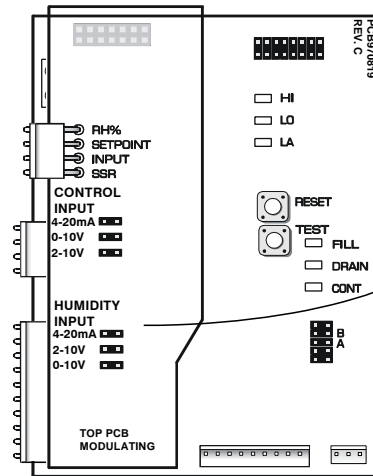 PCB970819
REV. C
HI
LO
LA
RH%
SETPOINT
INPUT
SSR
CONTROL
INPUT
4-20mA
0-10V
2-10V
RESET
TEST
FILL
DRAIN
CONT
HUMIDITY
INPUT
4-20mA
2-10V
0-10V
B
A
TOP PCB
MODULATING